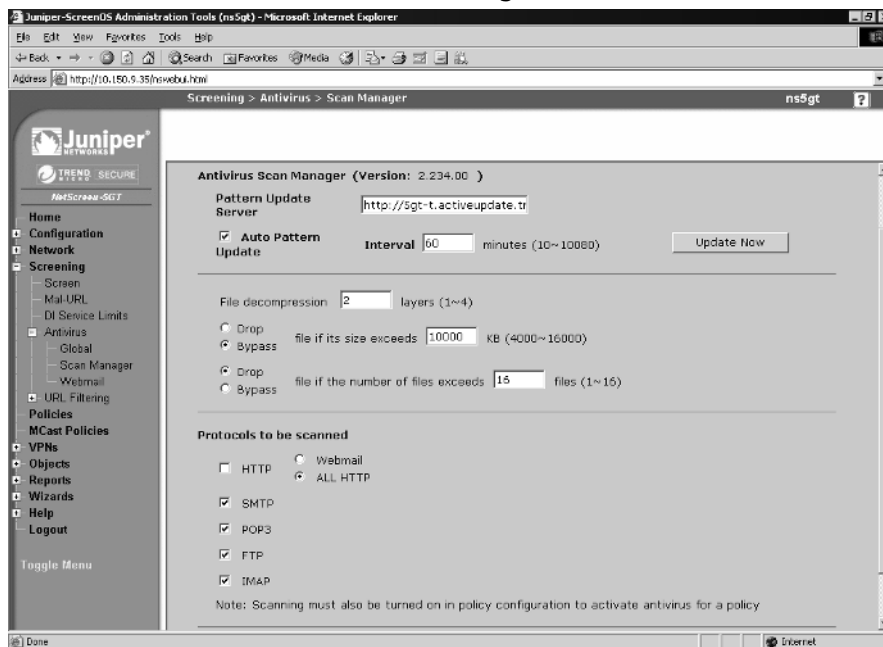 Juniper-ScreenOS Administration Tools (ns5gt) - Microsoft Internet Explorer
File Edit View Favorites Tools Help
Back Search Favorites Media
Address http://10.150.9.35/nswebui.html
Screening > Antivirus > Scan Manager ns5gt ?
Juniper®
NETWORKS
TREND MICRO SECURE
NetScreen-5GT
Home
Configuration
Network
Screening
Screen
Mal-URL
DI Service Limits
Antivirus
Global
Scan Manager
Webmail
URL Filtering
Policies
MCast Policies
VPNs
Objects
Reports
Wizards
Help
Logout
Toggle Menu
Antivirus Scan Manager (Version: 2.234.00 )
Pattern Update Server http://5gt-t.activeupdate.tr
Auto Pattern Update Interval 60 minutes (10~10080) Update Now
File decompression 2 layers (1~4)
Drop
Bypass
file if its size exceeds 10000 KB (4000~16000)
Drop
Bypass
file if the number of files exceeds 16 files (1~16)
Protocols to be scanned
HTTP
Webmail
ALL HTTP
SMTP
POP3
FTP
IMAP
Note: Scanning must also be turned on in policy configuration to activate antivirus for a policy
Done Internet